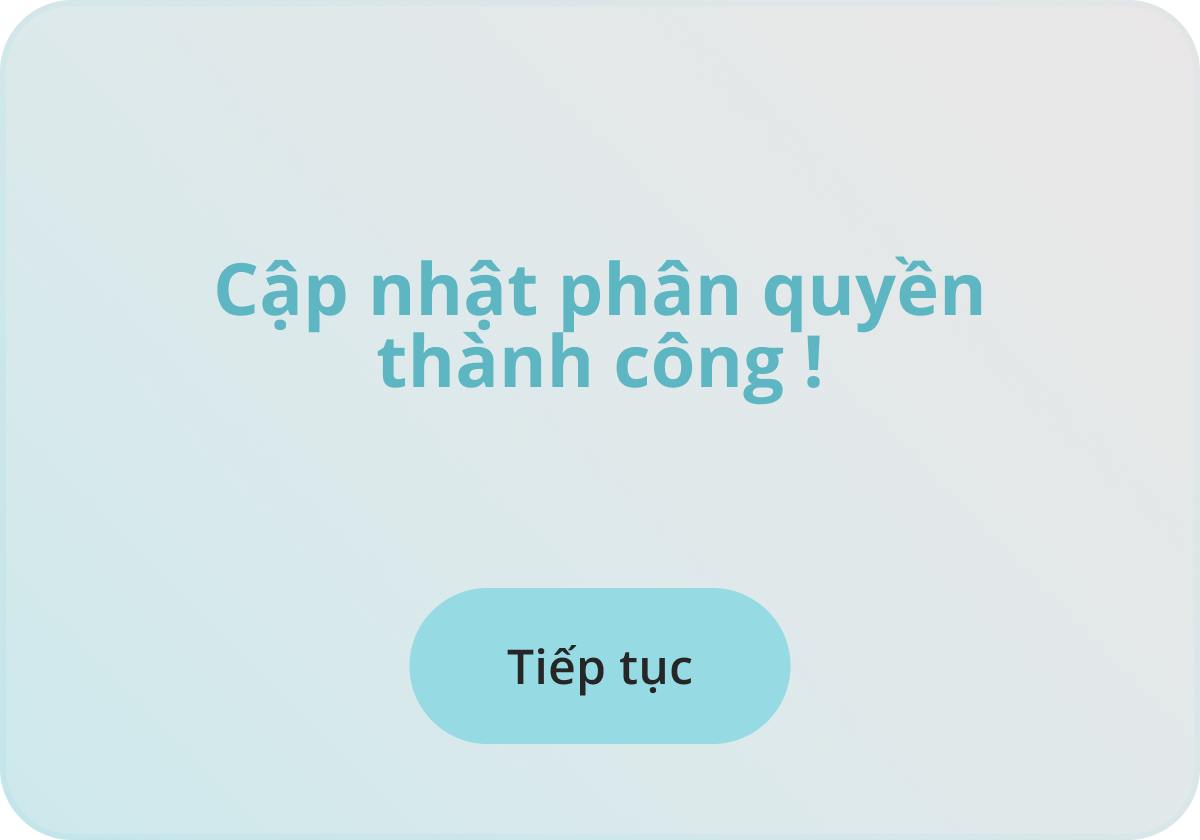 Cập nhật phân quyền
thành công !
Tiếp tục